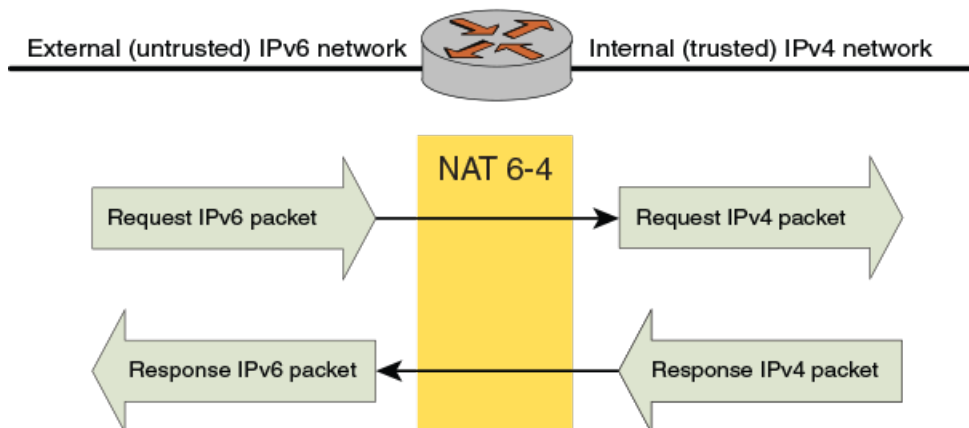 External (untrusted) IPv6 network
Internal (trusted) IPv4 network
NAT 6-4
Request IPv6 packet
Request IPv4 packet
Response IPv6 packet
Response IPv4 packet